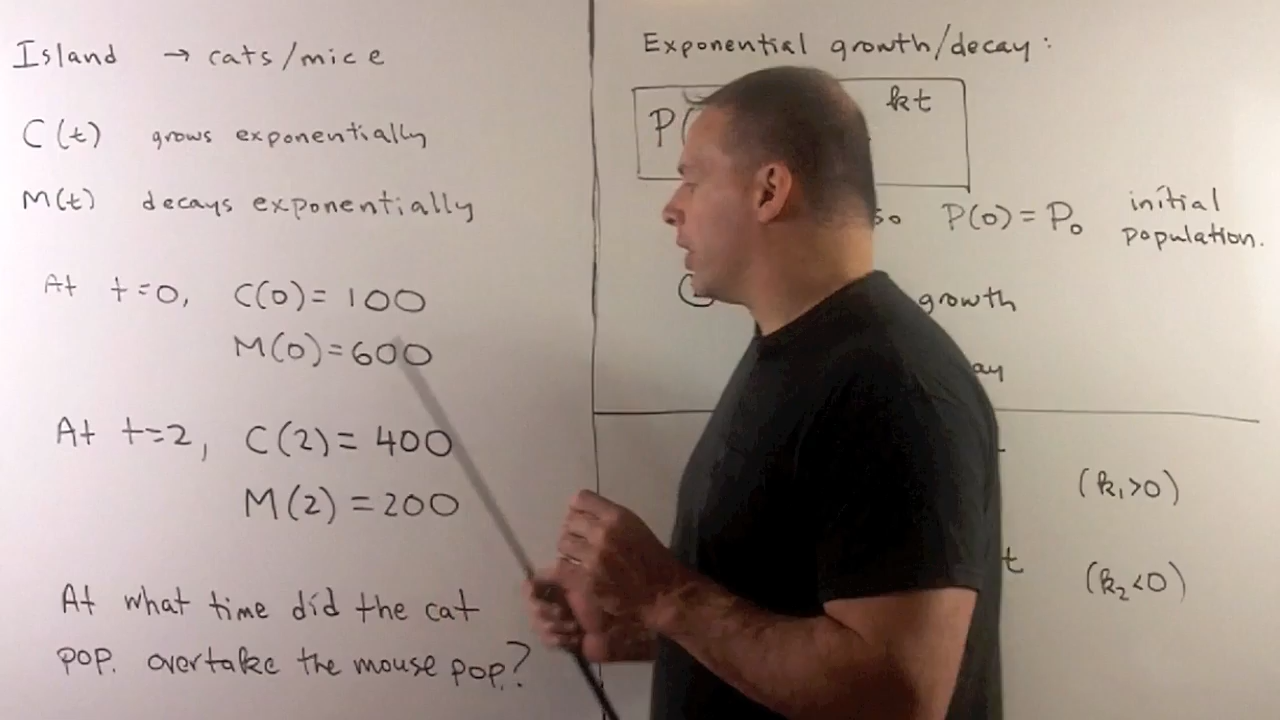 Island → cats/mice
C(t) grows exponentially
M(t) decays exponentially
At t=0, C(0)=100
M(0)=600
At t=2, C(2)=400
M(2)=200
At what time did the cat
pop. overtake the mouse pop.?
Exponential growth/decay:
P( kt
so P(0)=P₀ initial
population.
growth
(k₁>0)
t (k₂<0)